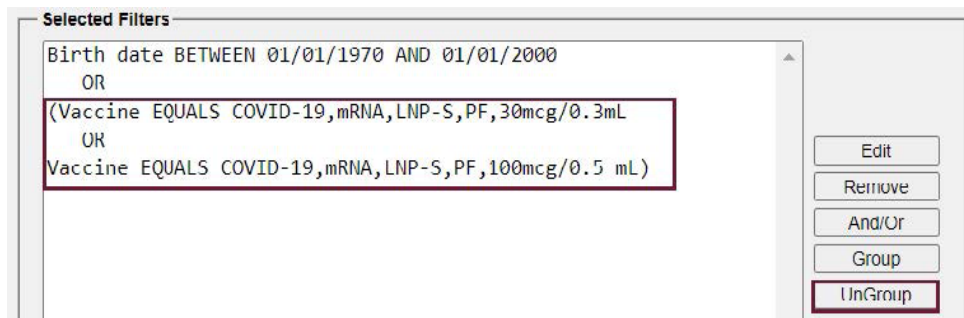 Selected Filters
Birth date BETWEEN 01/01/1970 AND 01/01/2000
OR
(Vaccine EQUALS COVID-19,mRNA,LNP-S,PF,30mcg/0.3mL
OR
Vaccine EQUALS COVID-19,mRNA,LNP-S,PF,100mcg/0.5 mL)
Edit
Remove
And/Or
Group
UnGroup